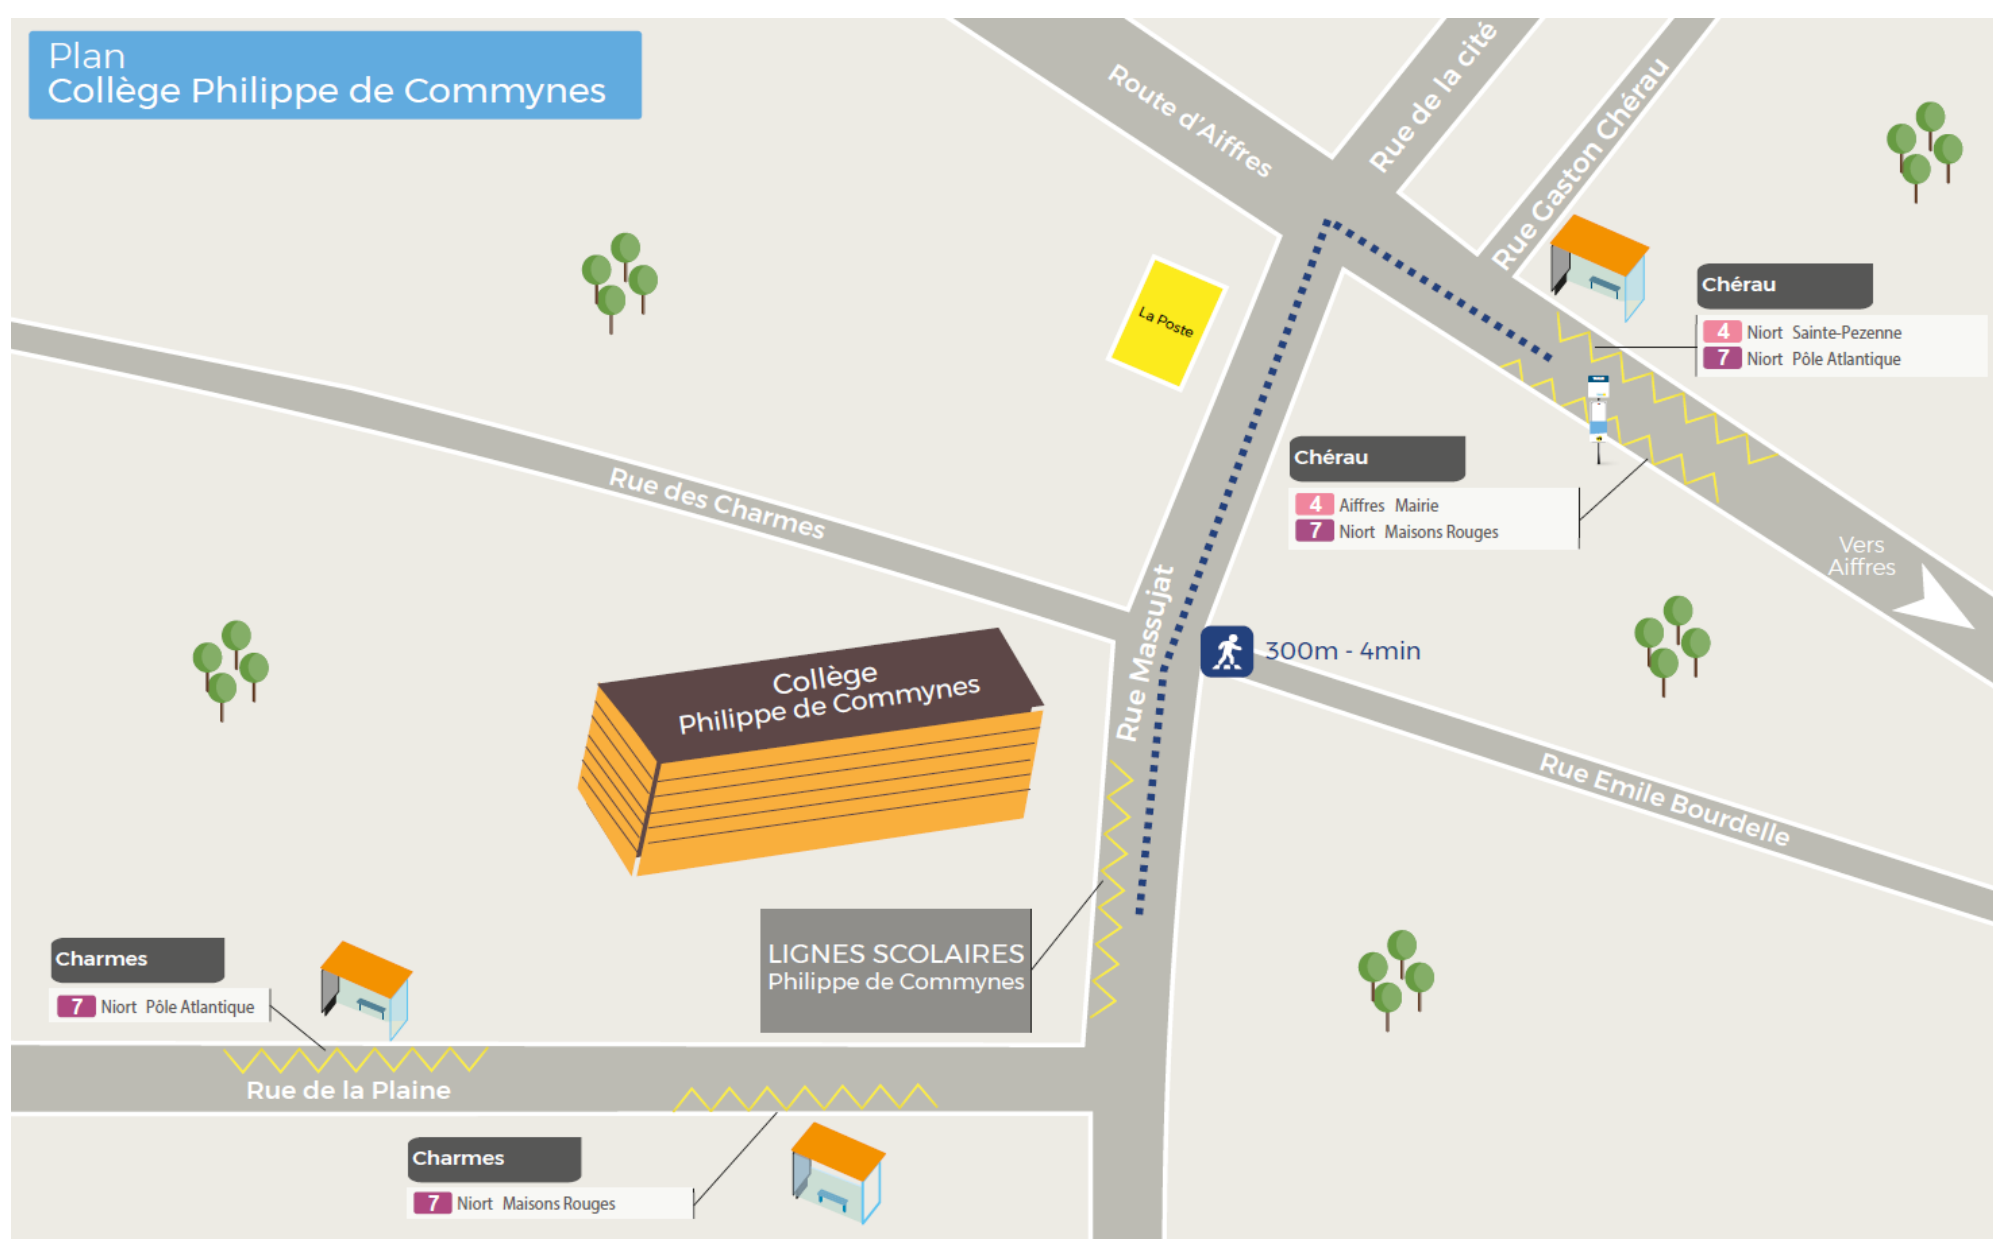 Plan
Collège Philippe de Commynes
Route d'Aiffres
Rue de la cité
Rue Gaston Chérau
La Poste
Chérau
4 Niort Sainte-Pezenne
7 Niort Pôle Atlantique
Chérau
4 Aiffres Mairie
7 Niort Maisons Rouges
Vers
Aiffres
Rue des Charmes
Rue Massujat
300m - 4min
Collège
Philippe de Commynes
Rue Emile Bourdelle
LIGNES SCOLAIRES
Philippe de Commynes
Charmes
7 Niort Pôle Atlantique
Rue de la Plaine
Charmes
7 Niort Maisons Rouges